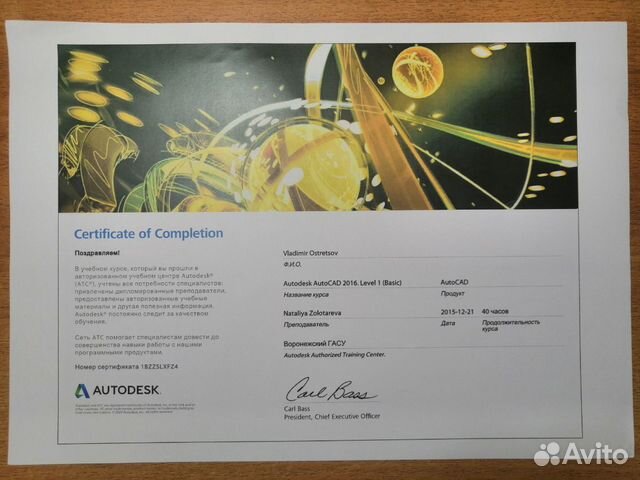 Certificate of Completion
Поздравляем!
В учебном курсе, который вы прошли в
авторизованном учебном центре Autodesk®
(ATC®), учтены все потребности специалистов:
привлечены дипломированные преподаватели,
предоставлены авторизованные учебные
материалы и другая полезная информация.
Autodesk® постоянно следит за качеством
обучения.
Сеть ATC помогает специалистам довести до
совершенства навыки работы с нашими
программными продуктами.
Номер сертификата 1BZZSLXFZ4
AUTODESK.
Vladimir Ostretsov
Ф.И.О.
Autodesk AutoCAD 2016. Level 1 (Basic) AutoCAD
Название курса Продукт
Nataliya Zolotareva 2015-12-21 40 часов
Преподаватель Дата Продолжительность
курса
Воронежский ГАСУ
Autodesk Authorized Training Center.
Carl Bass
Carl Bass
President, Chief Executive Officer
Avito